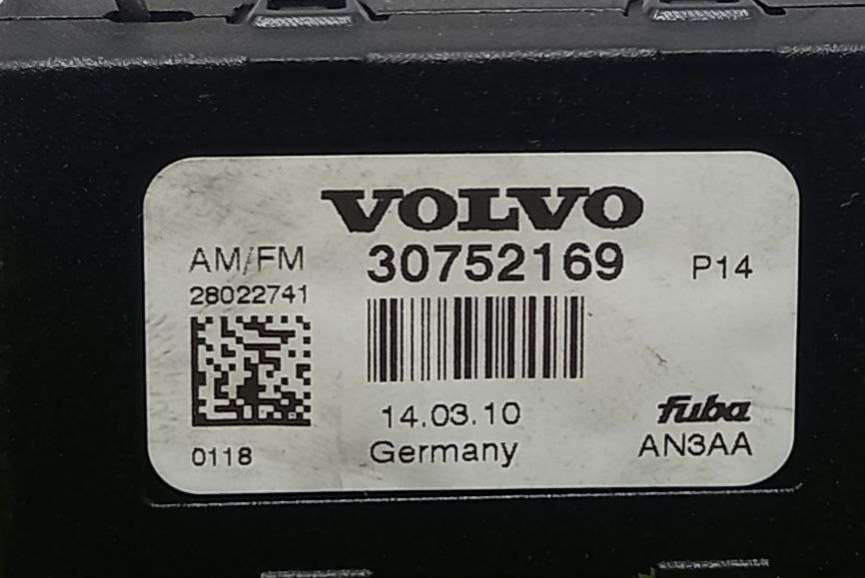 VOLVO
AM/FM 30752169 P14
28022741
14.03.10 fuba
0118 Germany AN3AA